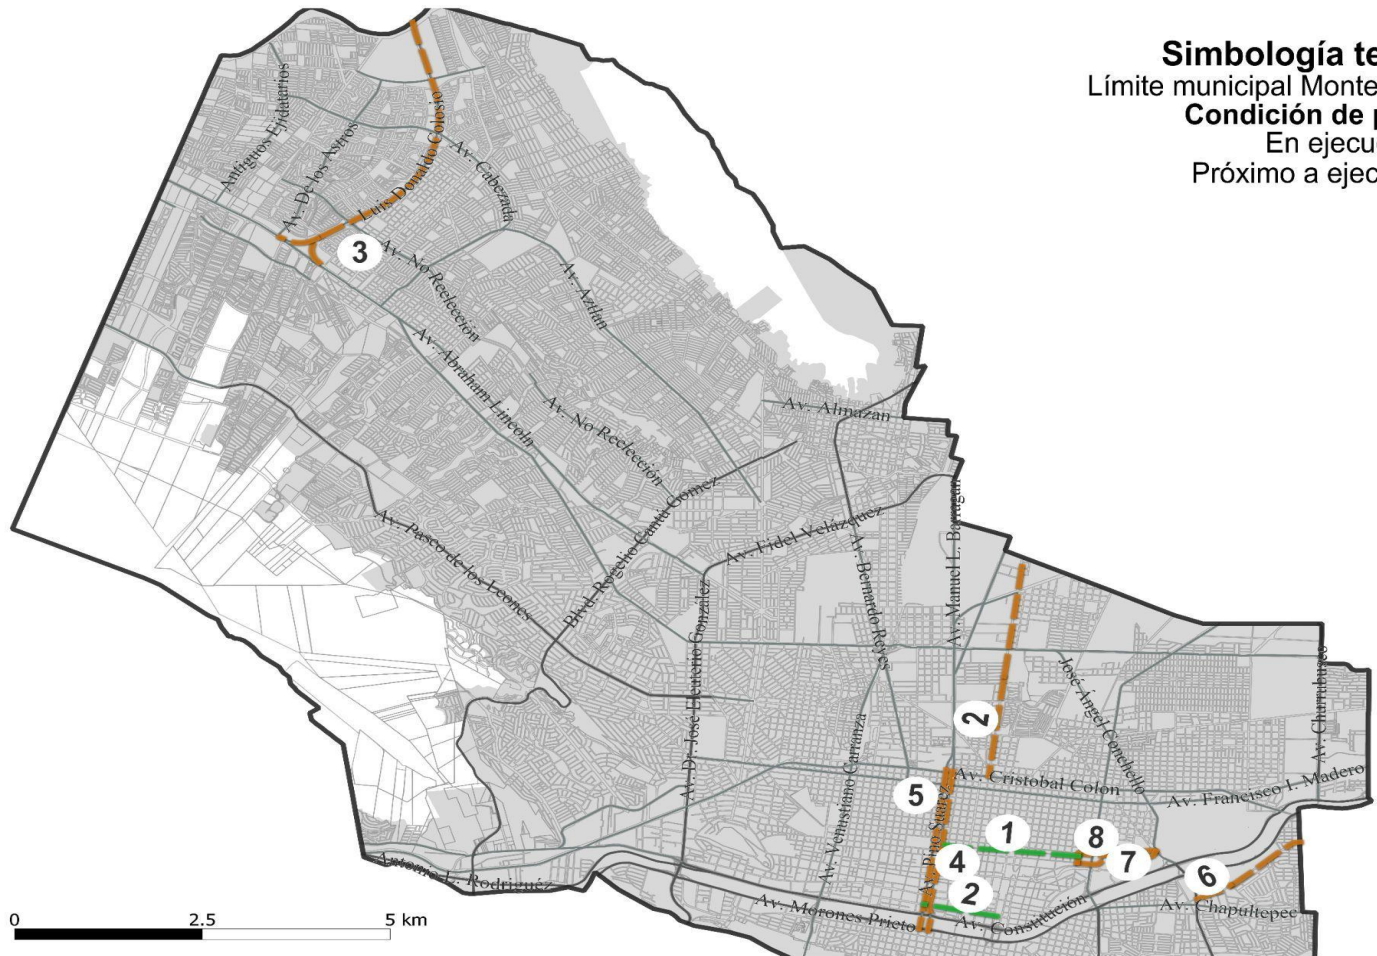 Simbología te
Límite municipal Monte
Condición de p
En ejecu
Próximo a ejec
Antiguos Ejidatarios
Av. De los Astros
Luis Donaldo Colosio
Av. Cabezada
3
Av. No Reelección
Av. Aztlan
Av. Abraham Lincoln
Av. No Reelección
Av. Almazan
Av. Paseo de los Leones
Blvd. Rogelio Cantú Gómez
Av. Fidel Velázquez
Av. Manuel L. Barragán
Av. Bernardo Reyes
Av. Dr. José Eleuterio González
José Ángel Conchello
Av. Churubusco
2
Av. Venustiano Carranza
Av. Cristobal Colón
Av. Francisco I. Madero
5
Av. Pino Suárez
1
8
7
4
6
2
Antonio L. Rodríguéz
Av. Morones Prieto
Av. Constitución
Av. Chapultepec
0 2.5 5 km